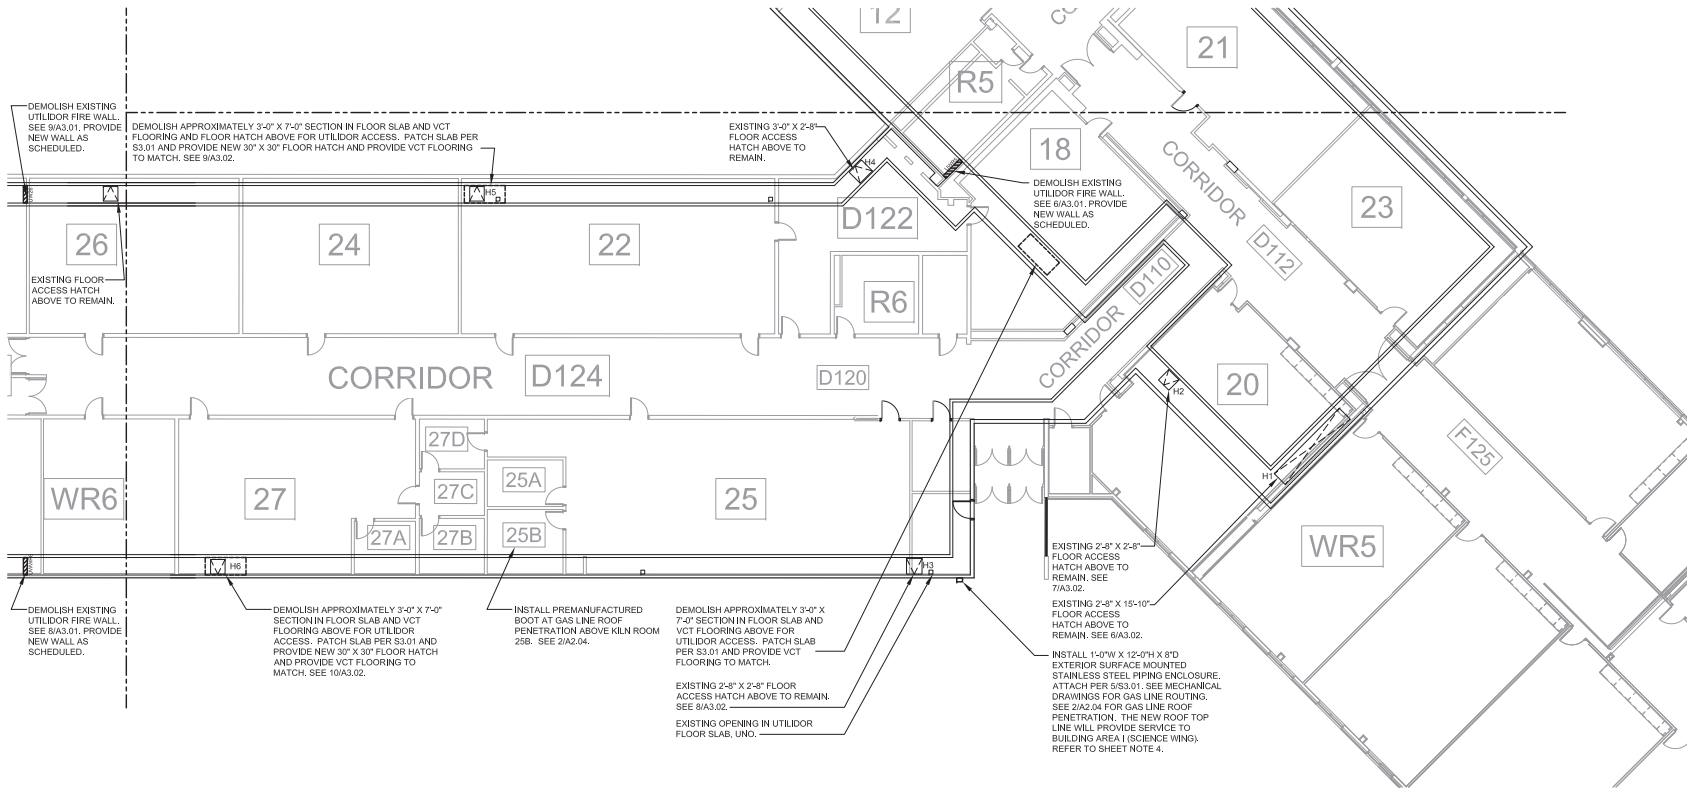 12
21
R5
18
23
26
24
22
D122
R6
CORRIDOR
D112
D110
CORRIDOR
CORRIDOR
D124
D120
20
F125
WR5
WR6
27
27D
27C
27A
27B
25A
25B
25
H1
H2
H3
H4
H5
H6
DEMOLISH EXISTING
UTILIDOR FIRE WALL.
SEE 9/A3.01. PROVIDE
NEW WALL AS
SCHEDULED.
DEMOLISH APPROXIMATELY 3'-0" X 7'-0" SECTION IN FLOOR SLAB AND VCT
FLOORING AND FLOOR HATCH ABOVE FOR UTILIDOR ACCESS. PATCH SLAB PER
S3.01 AND PROVIDE NEW 30" X 30" FLOOR HATCH AND PROVIDE VCT FLOORING
TO MATCH. SEE 9/A3.02.
EXISTING 3'-0" X 2'-8"
FLOOR ACCESS
HATCH ABOVE TO
REMAIN.
DEMOLISH EXISTING
UTILIDOR FIRE WALL.
SEE 6/A3.01. PROVIDE
NEW WALL AS
SCHEDULED.
EXISTING FLOOR
ACCESS HATCH
ABOVE TO REMAIN.
DEMOLISH EXISTING
UTILIDOR FIRE WALL.
SEE 8/A3.01. PROVIDE
NEW WALL AS
SCHEDULED.
DEMOLISH APPROXIMATELY 3'-0" X 7'-0"
SECTION IN FLOOR SLAB AND VCT
FLOORING ABOVE FOR UTILIDOR
ACCESS. PATCH SLAB PER S3.01 AND
PROVIDE NEW 30" X 30" FLOOR HATCH
AND PROVIDE VCT FLOORING TO
MATCH. SEE 10/A3.02.
INSTALL PREMANUFACTURED
BOOT AT GAS LINE ROOF
PENETRATION ABOVE KILN ROOM
25B. SEE 2/A2.04.
DEMOLISH APPROXIMATELY 3'-0" X
7'-0" SECTION IN FLOOR SLAB AND
VCT FLOORING ABOVE FOR
UTILIDOR ACCESS. PATCH SLAB
PER S3.01 AND PROVIDE VCT
FLOORING TO MATCH.
EXISTING 2'-8" X 2'-8" FLOOR
ACCESS HATCH ABOVE TO REMAIN.
SEE 8/A3.02.
EXISTING OPENING IN UTILIDOR
FLOOR SLAB, UNO.
EXISTING 2'-8" X 2'-8"
FLOOR ACCESS
HATCH ABOVE TO
REMAIN. SEE
7/A3.02.
EXISTING 2'-8" X 15'-10"
FLOOR ACCESS
HATCH ABOVE TO
REMAIN. SEE 6/A3.02.
INSTALL 1'-0"W X 12'-0"H X 8"D
EXTERIOR SURFACE MOUNTED
STAINLESS STEEL PIPING ENCLOSURE.
ATTACH PER 5/S3.01. SEE MECHANICAL
DRAWINGS FOR GAS LINE ROUTING.
SEE 2/A2.04 FOR GAS LINE ROOF
PENETRATION. THE NEW ROOF TOP
LINE WILL PROVIDE SERVICE TO
BUILDING AREA I (SCIENCE WING).
REFER TO SHEET NOTE 4.